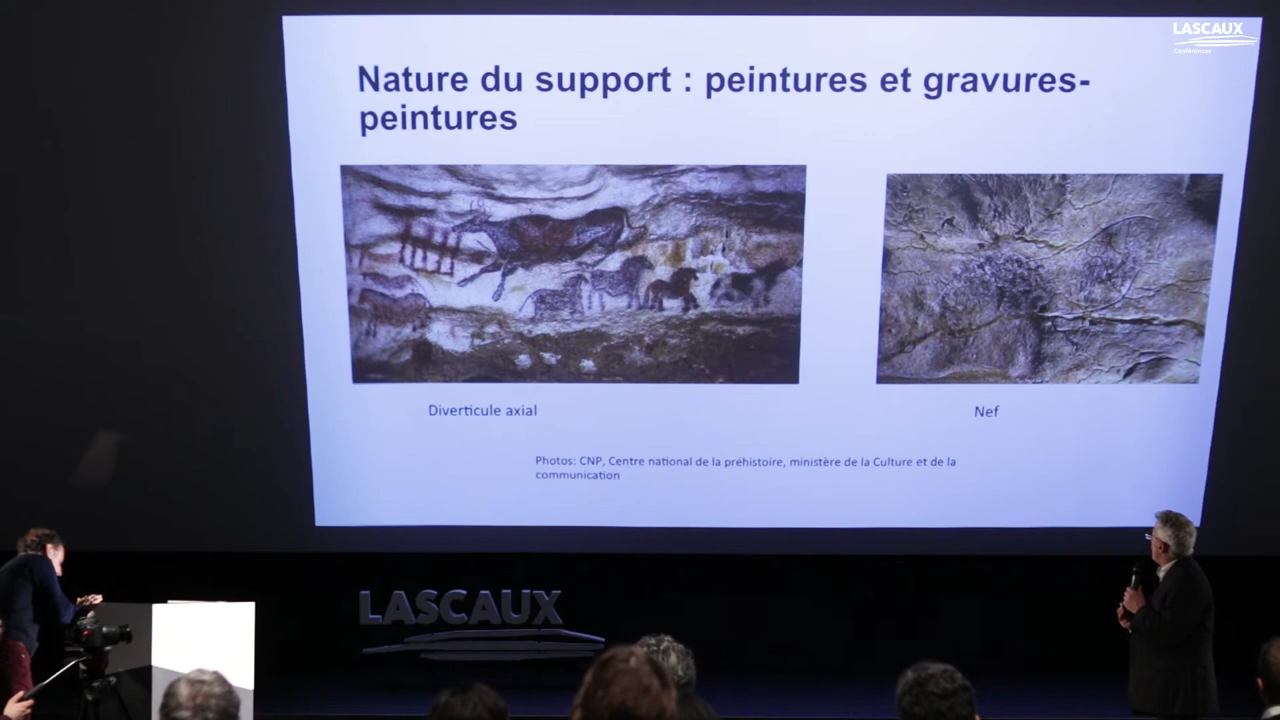 LASCAUX
Conférences
Nature du support : peintures et gravures-
peintures
Diverticule axial
Nef
Photos: CNP, Centre national de la préhistoire, ministère de la Culture et de la
communication
LASCAUX